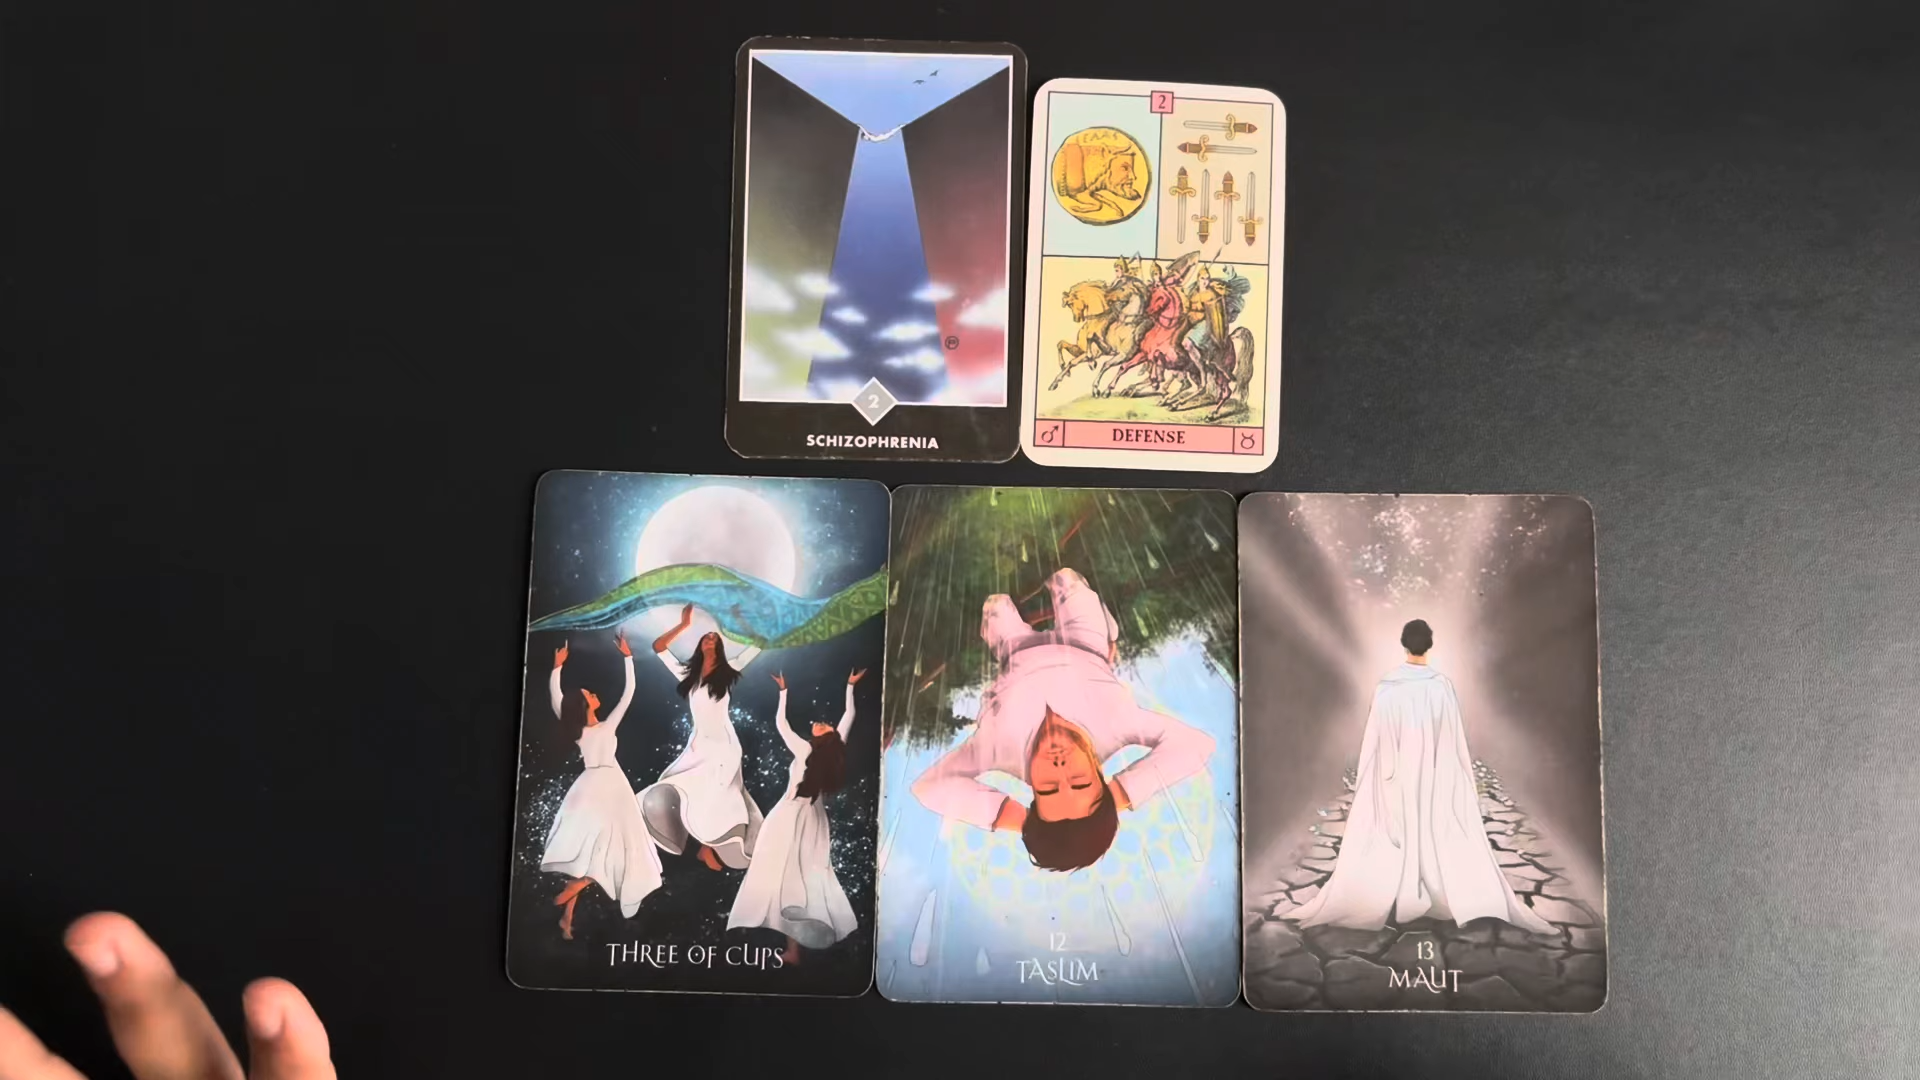 2
SCHIZOPHRENIA
2
DEFENSE
THREE OF CUPS
12
TASLIM
13
MAUT